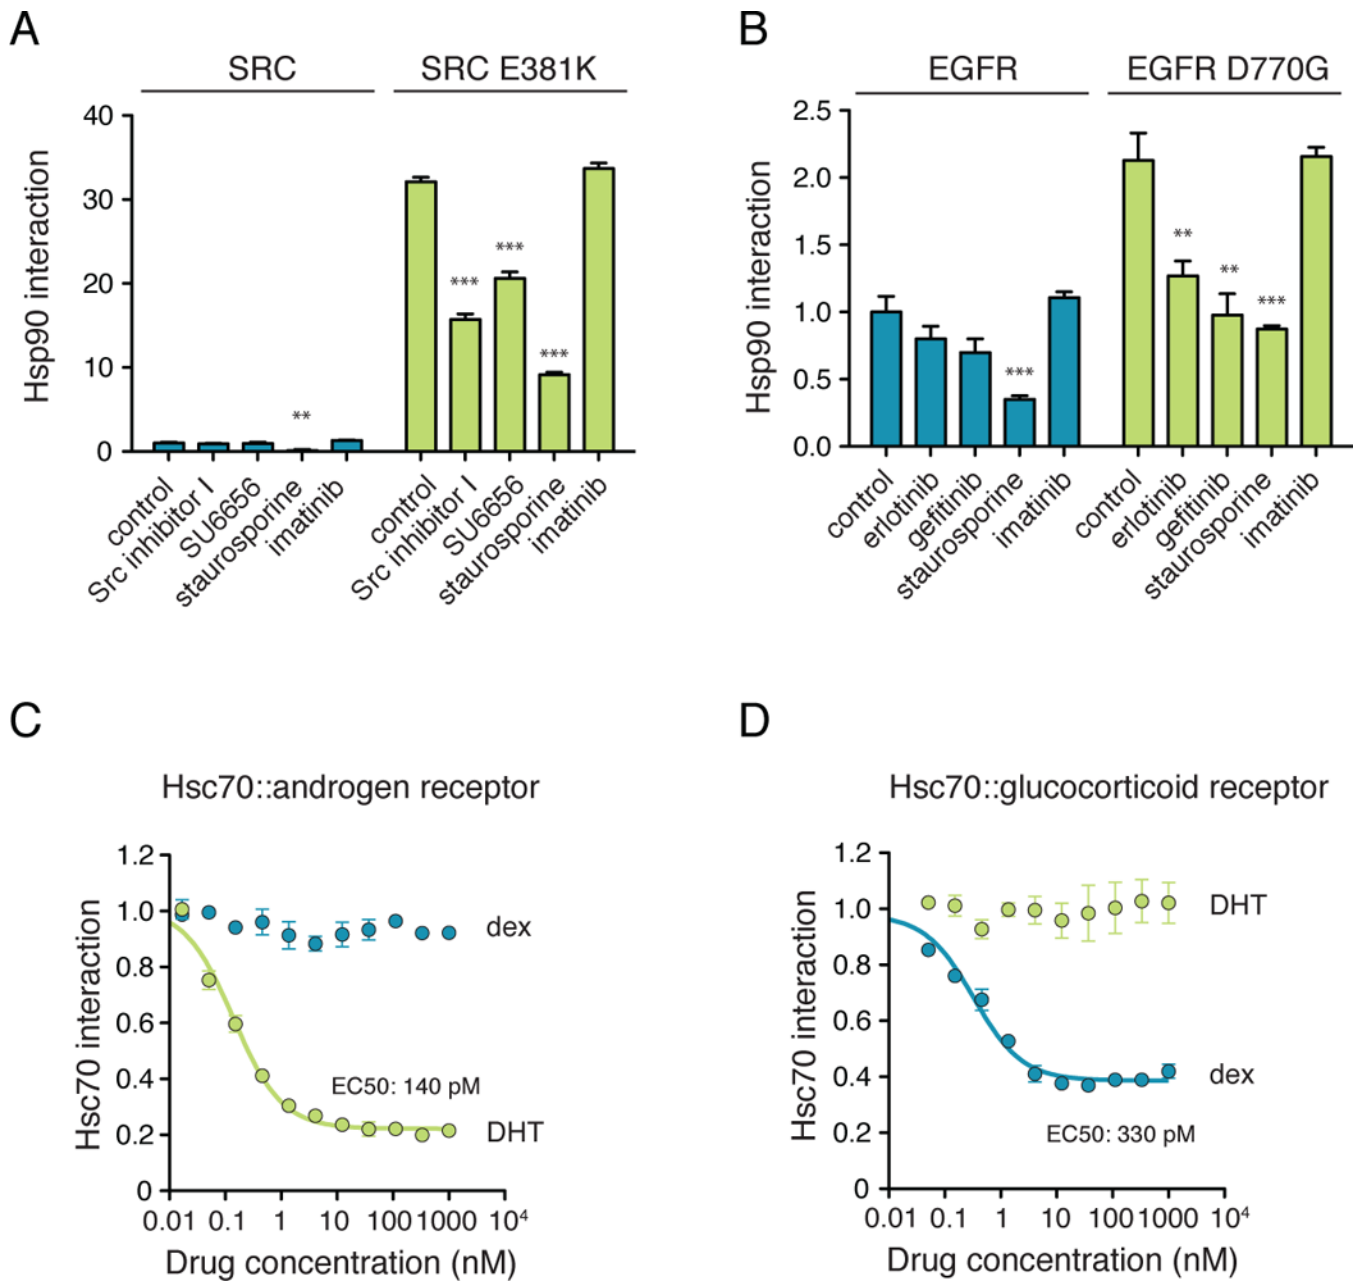 A
SRC
SRC E381K
Hsp90 interaction
40
30
20
10
0
**
***
***
***
control
Src inhibitor I
SU6656
staurosporine
imatinib
control
Src inhibitor I
SU6656
staurosporine
imatinib
B
EGFR
EGFR D770G
Hsp90 interaction
2.5
2.0
1.5
1.0
0.5
0.0
***
**
**
***
control
erlotinib
gefitinib
staurosporine
imatinib
control
erlotinib
gefitinib
staurosporine
imatinib
C
Hsc70::androgen receptor
Hsc70 interaction
1.2
1.0
0.8
0.6
0.4
0.2
0
dex
EC50: 140 pM
DHT
0.01 0.1 1 10 100 1000 10⁴
Drug concentration (nM)
D
Hsc70::glucocorticoid receptor
Hsc70 interaction
1.2
1.0
0.8
0.6
0.4
0.2
0
DHT
dex
EC50: 330 pM
0.01 0.1 1 10 100 1000 10⁴
Drug concentration (nM)